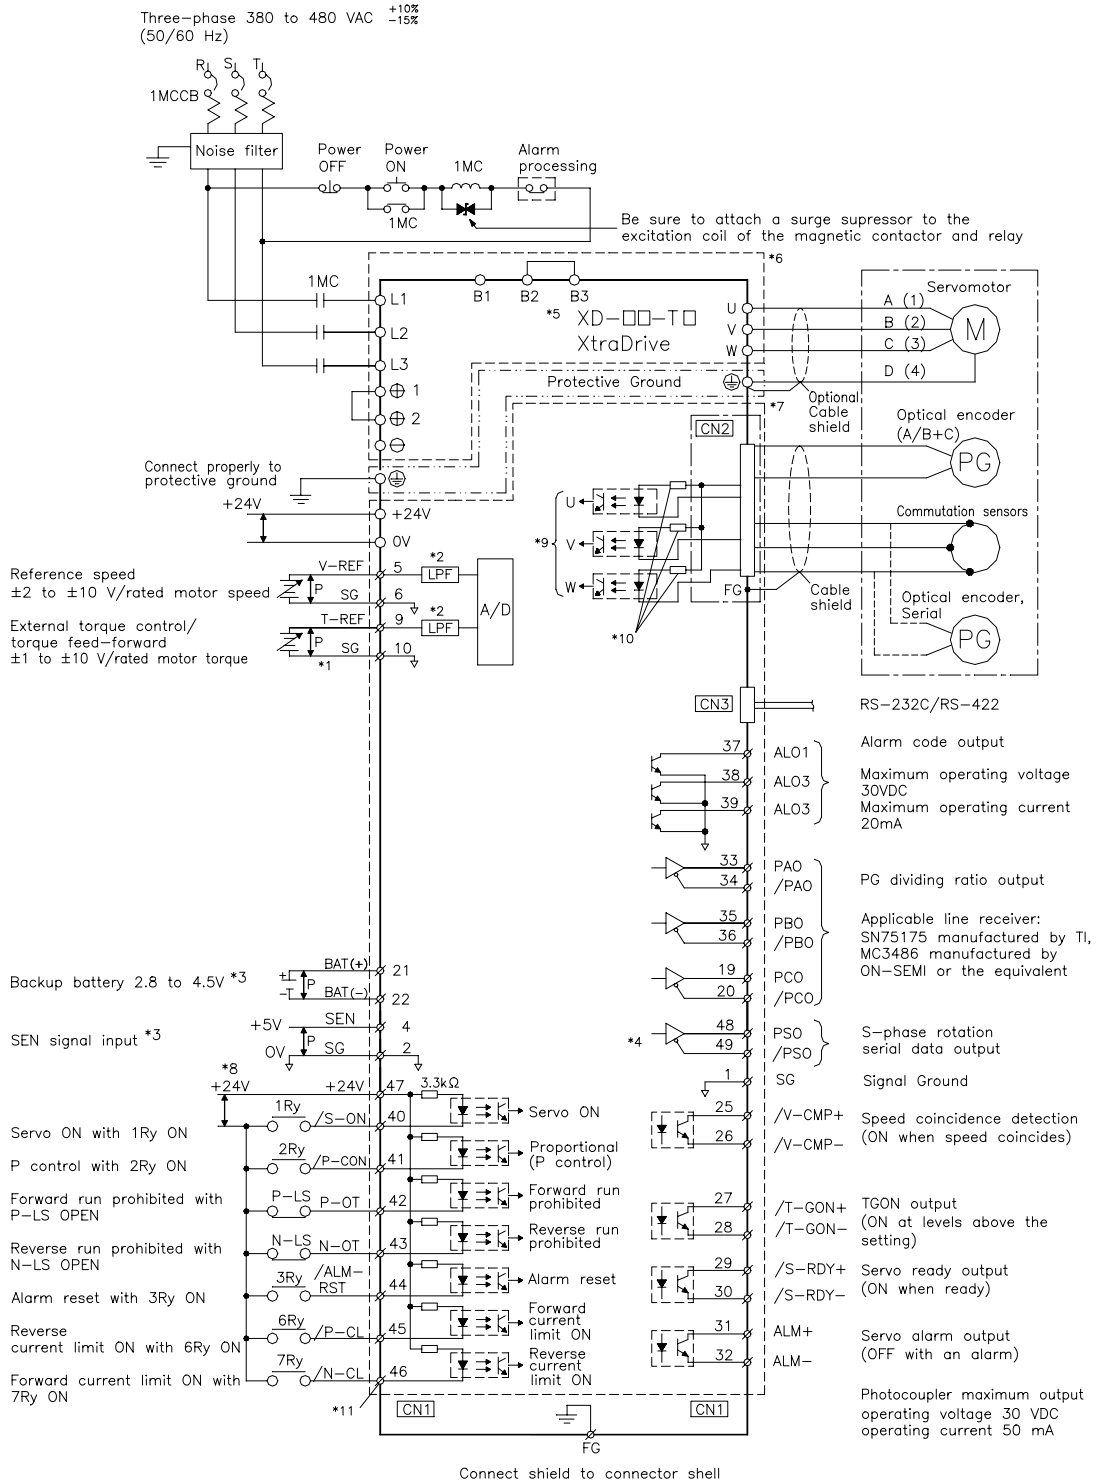 Three-phase 380 to 480 VAC +10% -15%
(50/60 Hz)
R S T
1MCCB
Noise filter
Power OFF
Power ON
1MC
Alarm processing
1MC
Be sure to attach a surge supressor to the
excitation coil of the magnetic contactor and relay
*6
1MC
B1 B2 B3
L1
L2
L3
*5 XD-□□-T□
XtraDrive
U
V
W
A (1)
B (2)
C (3)
D (4)
Servomotor
M
1
2
Protective Ground
*7
Optional
Cable
shield
Connect properly to
protective ground
+24V
+24V
0V
CN2
Optical encoder
(A/B+C)
PG
Commutation sensors
*9
U
V
W
*10
FG
Cable
shield
Optical encoder,
Serial
PG
Reference speed
±2 to ±10 V/rated motor speed
V-REF 5 *2 LPF
P
SG 6
A/D
External torque control/
torque feed-forward
±1 to ±10 V/rated motor torque
T-REF 9 *2 LPF
P
*1
SG 10
CN3
RS-232C/RS-422
37 ALO1
38 ALO3
39 ALO3
Alarm code output
Maximum operating voltage
30VDC
Maximum operating current
20mA
33 PAO
34 /PAO
35 PBO
36 /PBO
19 PCO
20 /PCO
PG dividing ratio output
Applicable line receiver:
SN75175 manufactured by TI,
MC3486 manufactured by
ON-SEMI or the equivalent
*4
48 PSO
49 /PSO
S-phase rotation
serial data output
1 SG
Signal Ground
Backup battery 2.8 to 4.5V *3
+
-
P
BAT(+) 21
BAT(-) 22
SEN signal input *3
+5V SEN 4
P
0V SG 2
*8
+24V +24V 47 3.3kΩ
Servo ON with 1Ry ON
1Ry /S-ON 40
Servo ON
P control with 2Ry ON
2Ry /P-CON 41
Proportional
(P control)
Forward run prohibited with
P-LS OPEN
P-LS P-OT 42
Forward run
prohibited
Reverse run prohibited with
N-LS OPEN
N-LS N-OT 43
Reverse run
prohibited
Alarm reset with 3Ry ON
3Ry /ALM-
RST 44
Alarm reset
Reverse
current limit ON with 6Ry ON
6Ry /P-CL 45
Forward
current
limit ON
Forward current limit ON with
7Ry ON
7Ry /N-CL 46
Reverse
current
limit ON
*11
25 /V-CMP+
26 /V-CMP-
Speed coincidence detection
(ON when speed coincides)
27 /T-GON+
28 /T-GON-
TGON output
(ON at levels above the
setting)
29 /S-RDY+
30 /S-RDY-
Servo ready output
(ON when ready)
31 ALM+
32 ALM-
Servo alarm output
(OFF with an alarm)
Photocoupler maximum output
operating voltage 30 VDC
operating current 50 mA
CN1 CN1
FG
Connect shield to connector shell